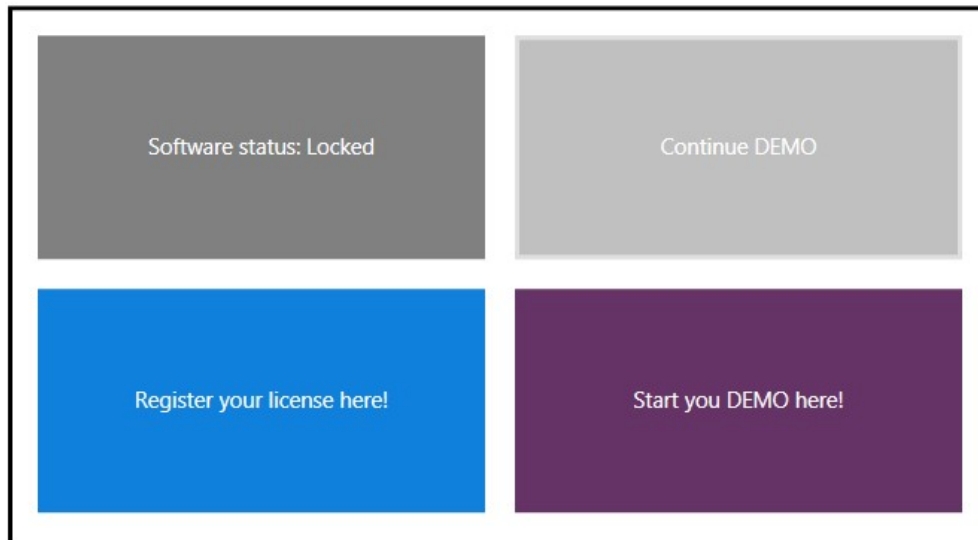 Software status: Locked
Continue DEMO
Register your license here!
Start you DEMO here!